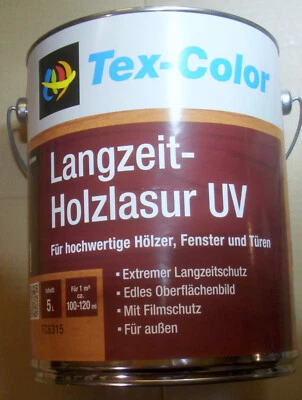 Tex-Color
Langzeit-
Holzlasur UV
Für hochwertige Hölzer, Fenster und Türen
Inhalt
5 L
Für 1 m²
ca.
100-120 ml
• Extremer Langzeitschutz
• Edles Oberflächenbild
• Mit Filmschutz
• Für außen